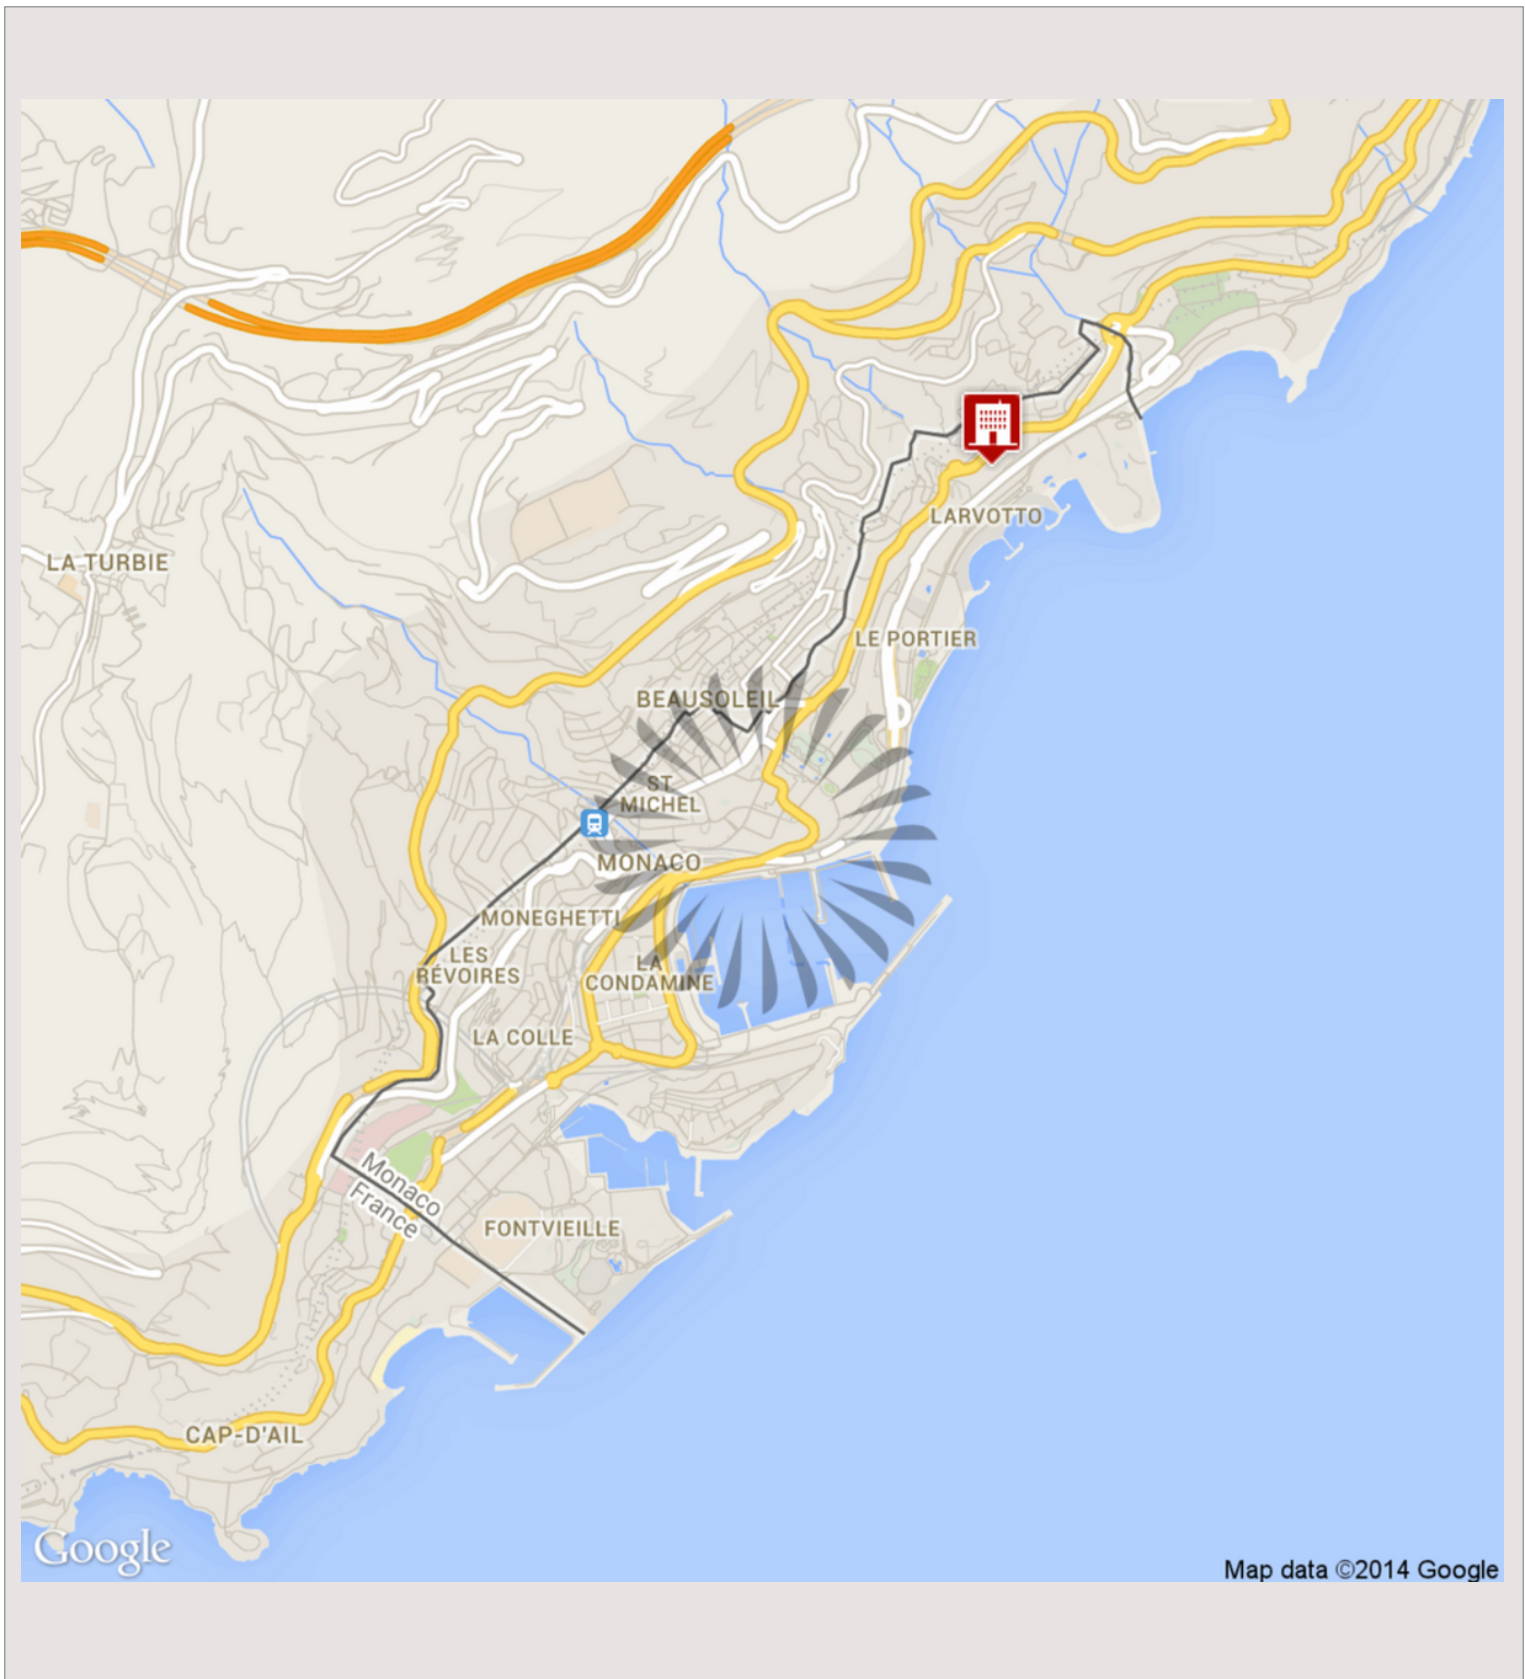 LARVOTTO
LA TURBIE
LE PORTIER
BEAUSOLEIL
ST
MICHEL
MONACO
MONEGHETTI
LES
RÉVOIRES
LA
CONDAMINE
LA COLLE
Monaco
France
FONTVIEILLE
CAP-D'AIL
Google
Map data ©2014 Google